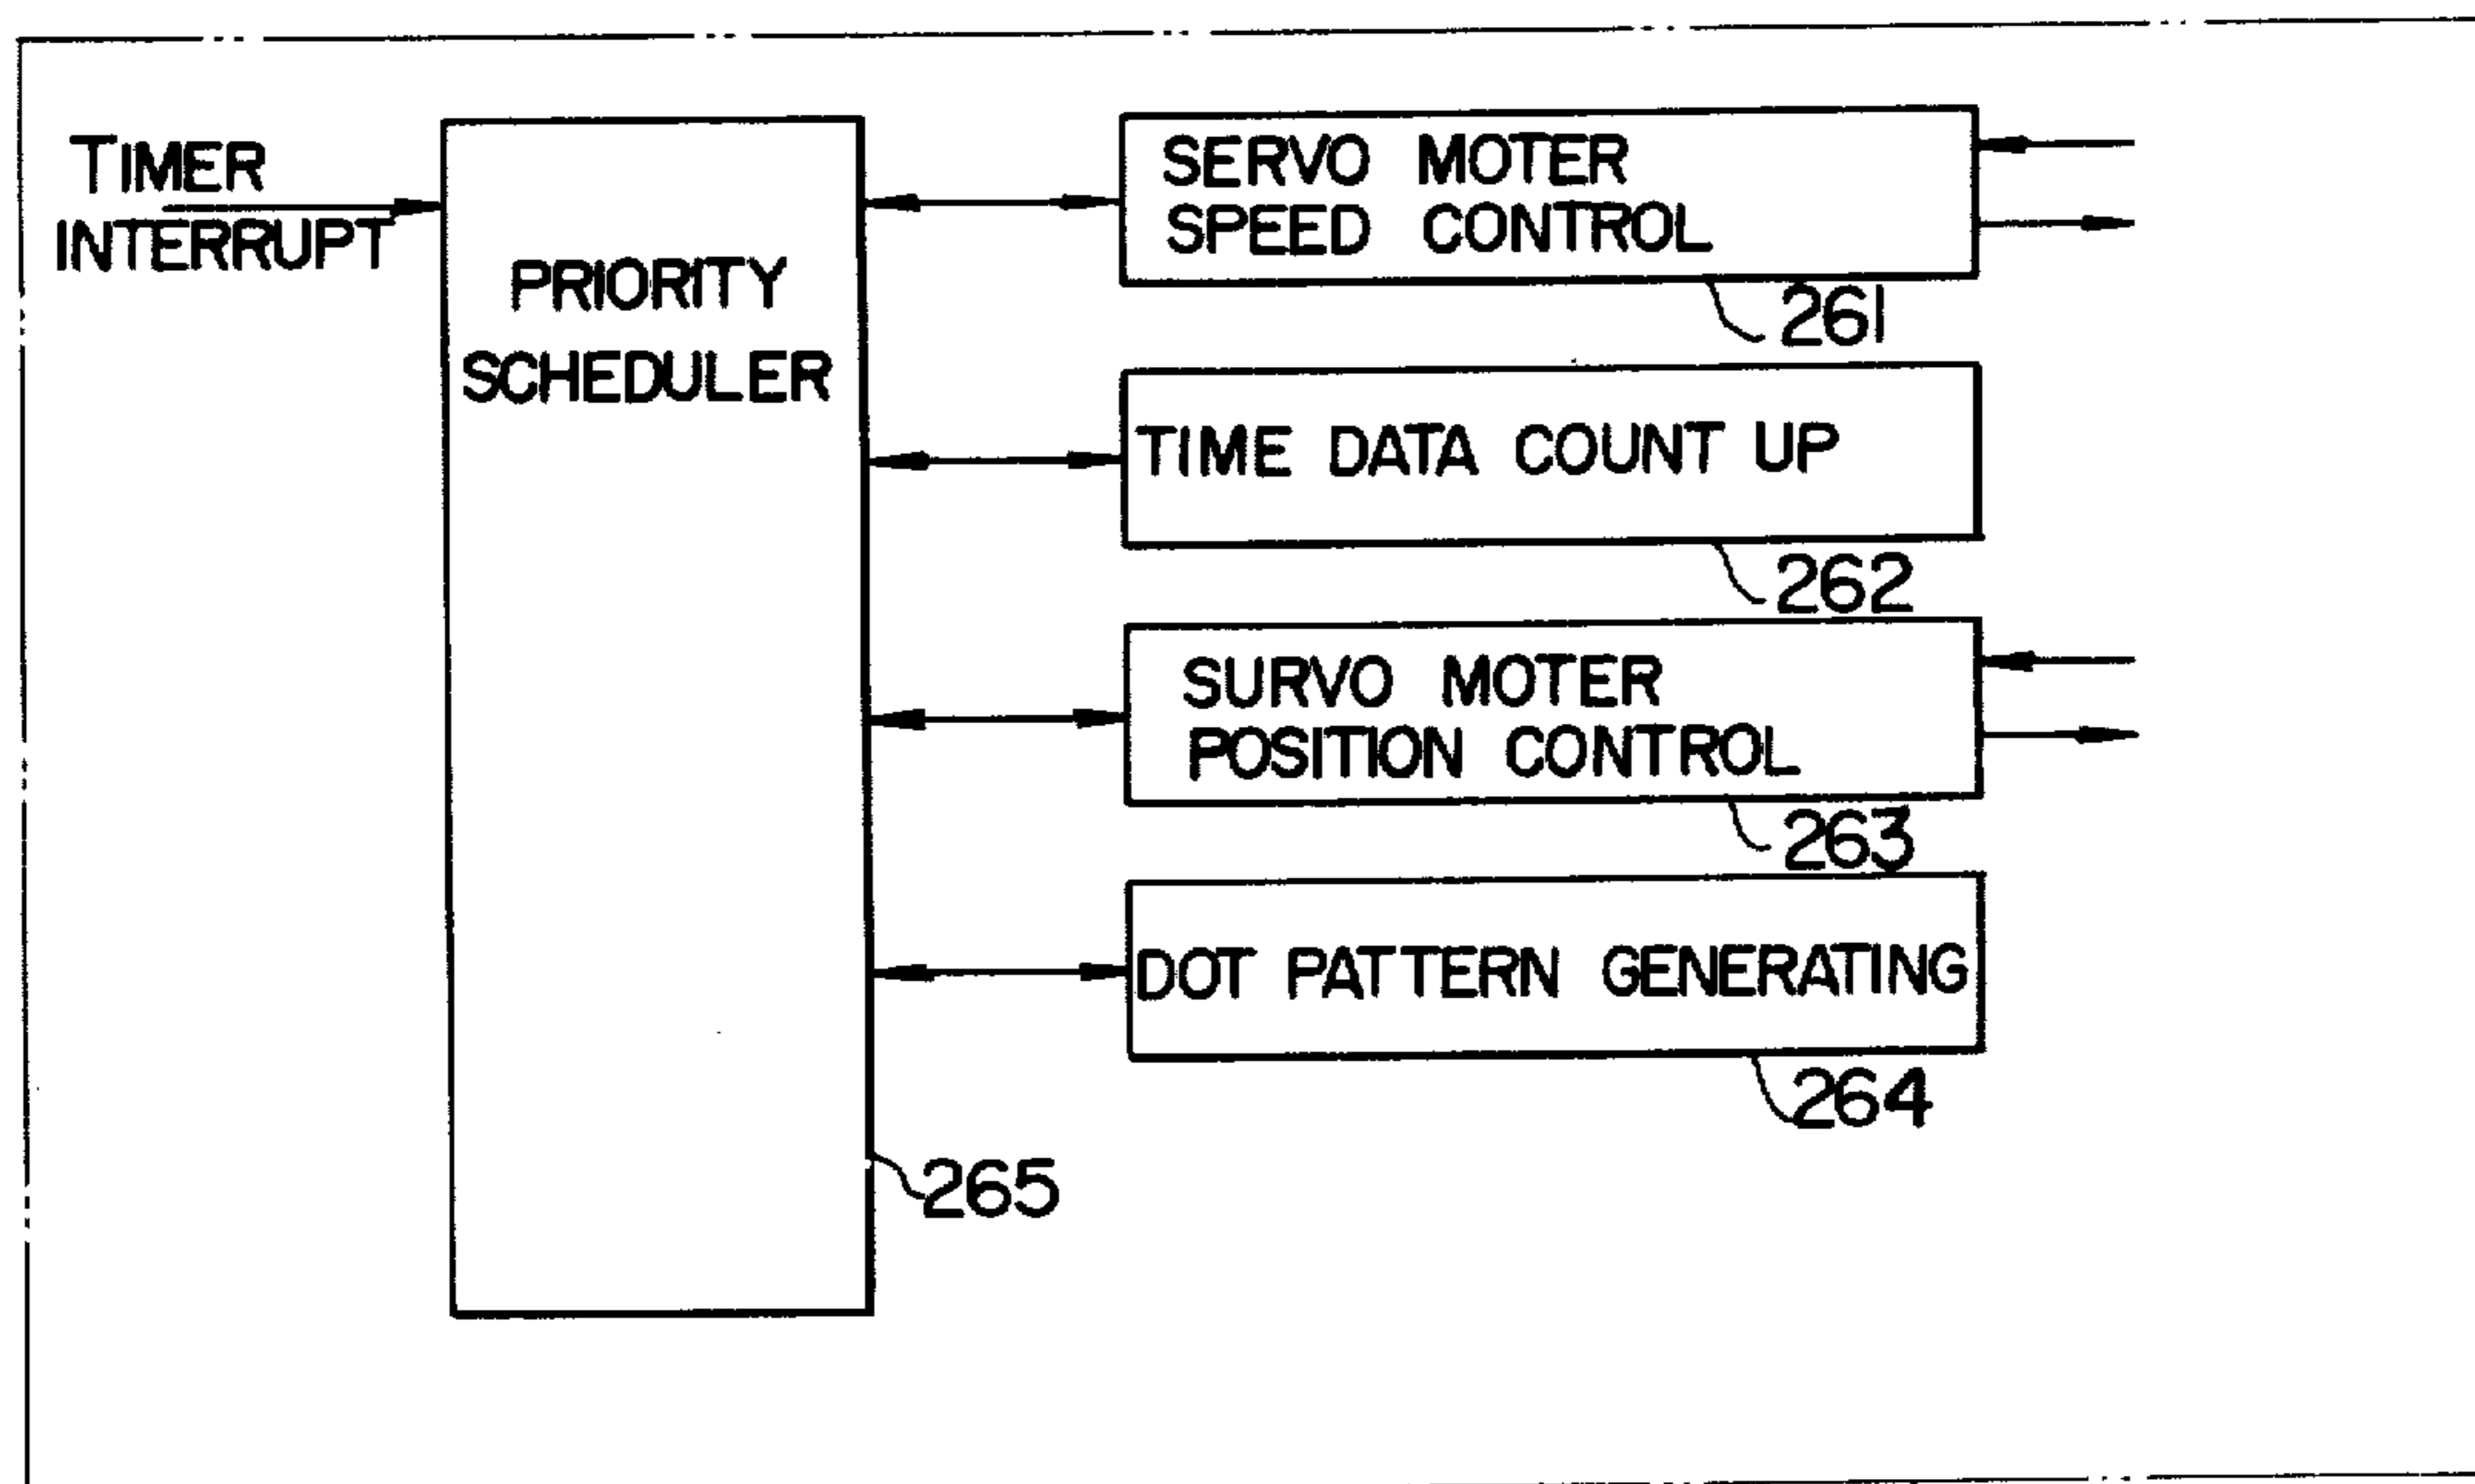 TIMER
INTERRUPT
PRIORITY
SCHEDULER
SERVO MOTER
SPEED CONTROL
261
TIME DATA COUNT UP
262
SURVO MOTER
POSITION CONTROL
263
DOT PATTERN GENERATING
264
265